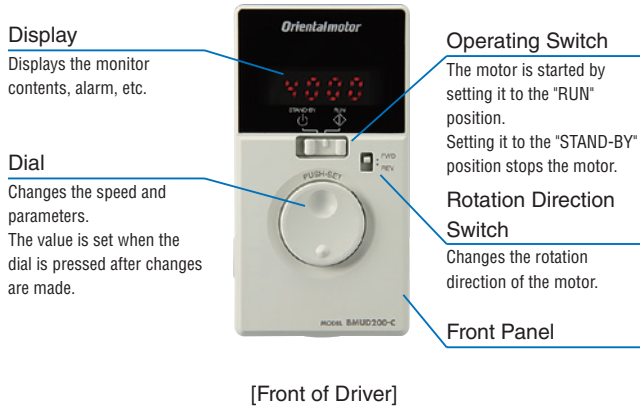 Display
Displays the monitor
contents, alarm, etc.
Dial
Changes the speed and
parameters.
The value is set when the
dial is pressed after changes
are made.
Orientalmotor
4000
STAND-BY RUN
FWD
REV
PUSH-SET
MODEL BMUD200-C
Operating Switch
The motor is started by
setting it to the "RUN"
position.
Setting it to the "STAND-BY"
position stops the motor.
Rotation Direction
Switch
Changes the rotation
direction of the motor.
Front Panel
[Front of Driver]